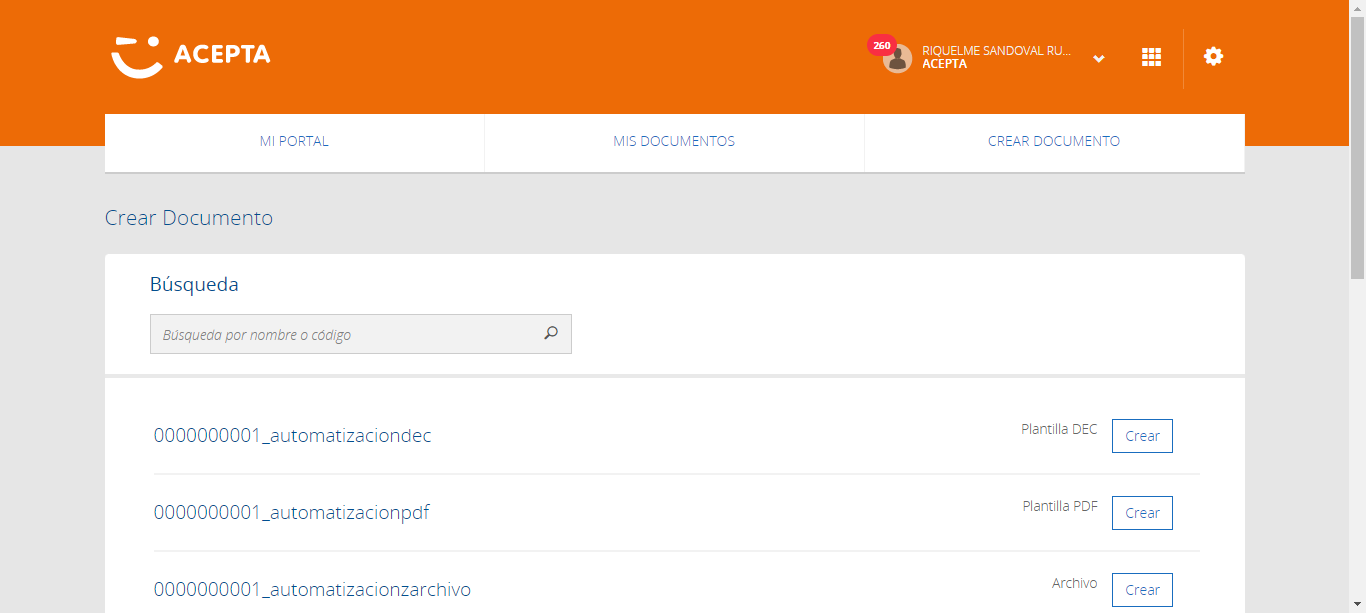 ACEPTA
260
RIQUELME SANDOVAL RU...
ACEPTA
MI PORTAL
MIS DOCUMENTOS
CREAR DOCUMENTO
Crear Documento
Búsqueda
Búsqueda por nombre o código
0000000001_automatizaciondec
Plantilla DEC
Crear
0000000001_automatizacionpdf
Plantilla PDF
Crear
0000000001_automatizacionzarchivo
Archivo
Crear